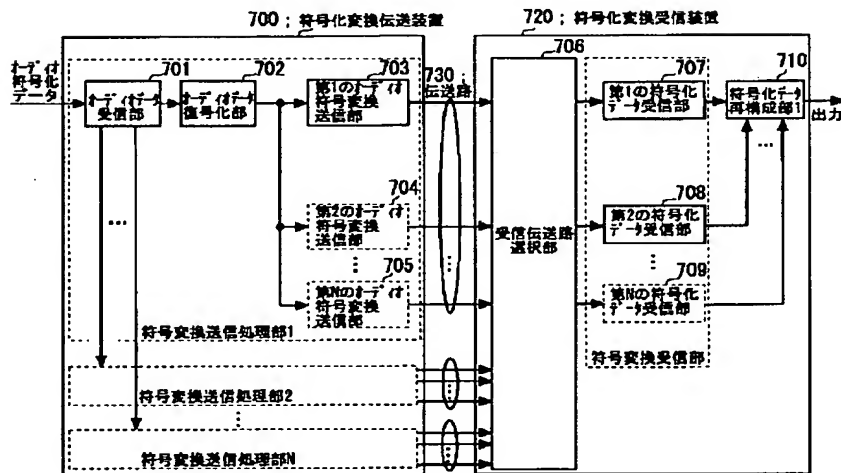 700 ; 符号化変換伝送装置
720 ; 符号化変換受信装置
オーディオ
符号化
データ
701
オーディオデータ
受信部
702
オーディオデータ
復号化部
703
第1のオーディオ
符号変換
送信部
730 ;
伝送路
704
第2のオーディオ
符号変換
送信部
705
第Nのオーディオ
符号変換
送信部
符号変換送信処理部1
符号変換送信処理部2
符号変換送信処理部N
706
受信伝送路
選択部
707
第1の符号化
データ受信部
708
第2の符号化
データ受信部
709
第Nの符号化
データ受信部
符号変換受信部
710
符号化データ
再構成部1
出力